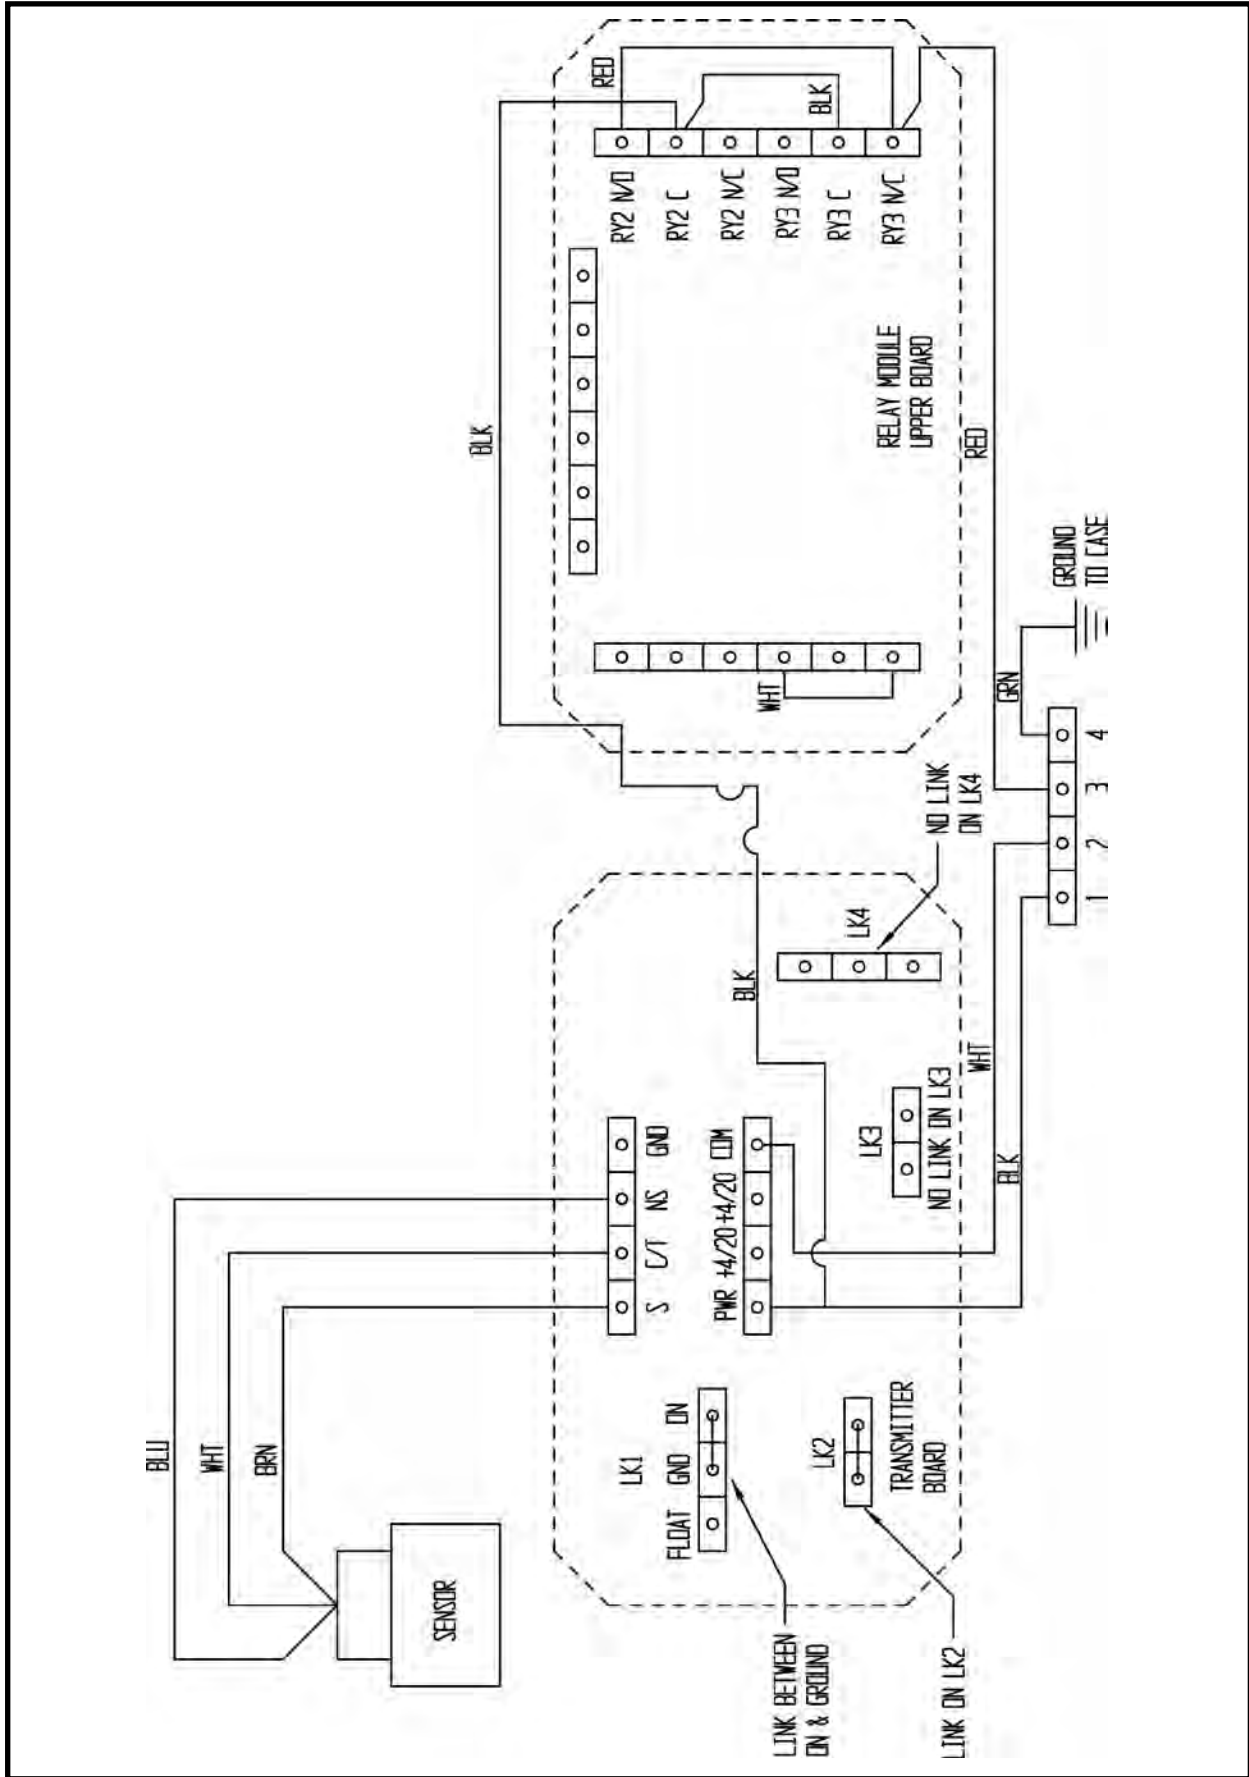 BLU
WHT
BRN
SENSOR
LINK BETWEEN
ON & GROUND
LINK ON LK2
LK1
FLOAT GND ON
LK2
TRANSMITTER
BOARD
S C/T NS GND
PWR +4/20 +4/20 COM
LK3
NO LINK ON LK3
LK4
NO LINK
ON LK4
BLK
BLK
WHT
BLK
1 2 3 4
GRN
GROUND
TO CASE
RED
WHT
RELAY MODULE
UPPER BOARD
RED
BLK
RY2 N/O
RY2 C
RY2 N/C
RY3 N/O
RY3 C
RY3 N/C